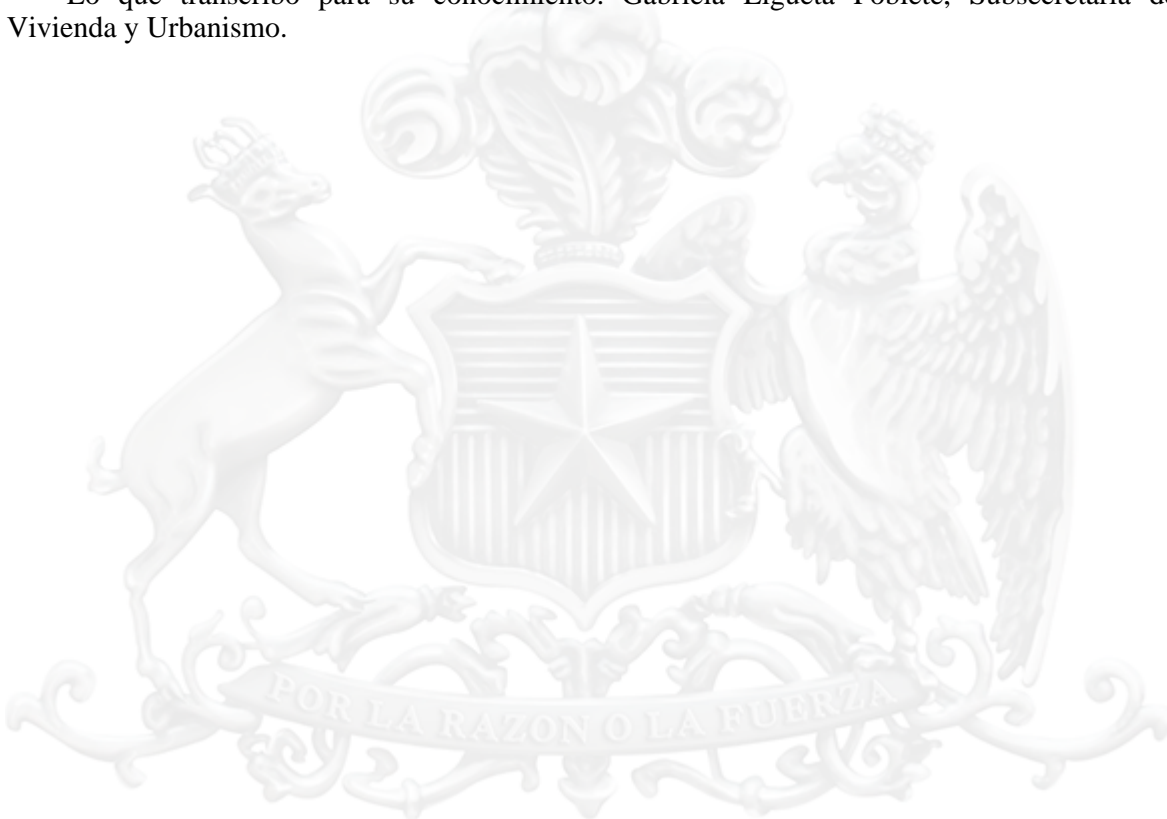 Lo que transcribo para su conocimiento. Gabriela Elgueta Poblete, Subsecretaria de
Vivienda y Urbanismo.
POR LA RAZON O LA FUERZA